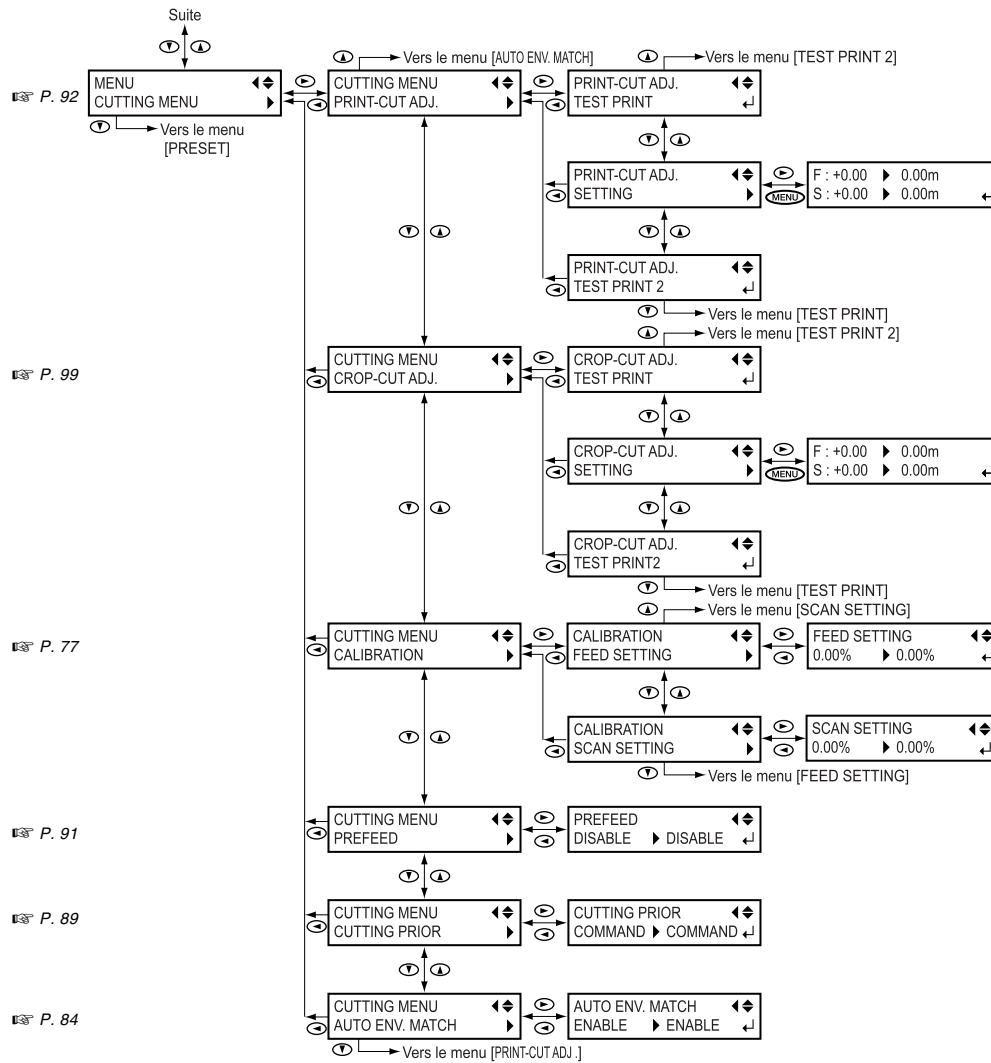 Suite
Vers le menu [AUTO ENV. MATCH]
Vers le menu [TEST PRINT 2]
P. 92
MENU
CUTTING MENU
CUTTING MENU
PRINT-CUT ADJ.
PRINT-CUT ADJ.
TEST PRINT
Vers le menu
[PRESET]
PRINT-CUT ADJ.
SETTING
MENU
F : +0.00 0.00m
S : +0.00 0.00m
PRINT-CUT ADJ.
TEST PRINT 2
Vers le menu [TEST PRINT]
Vers le menu [TEST PRINT 2]
P. 99
CUTTING MENU
CROP-CUT ADJ.
CROP-CUT ADJ.
TEST PRINT
CROP-CUT ADJ.
SETTING
MENU
F : +0.00 0.00m
S : +0.00 0.00m
CROP-CUT ADJ.
TEST PRINT2
Vers le menu [TEST PRINT]
Vers le menu [SCAN SETTING]
P. 77
CUTTING MENU
CALIBRATION
CALIBRATION
FEED SETTING
FEED SETTING
0.00% 0.00%
CALIBRATION
SCAN SETTING
SCAN SETTING
0.00% 0.00%
Vers le menu [FEED SETTING]
P. 91
CUTTING MENU
PREFEED
PREFEED
DISABLE DISABLE
P. 89
CUTTING MENU
CUTTING PRIOR
CUTTING PRIOR
COMMAND COMMAND
P. 84
CUTTING MENU
AUTO ENV. MATCH
AUTO ENV. MATCH
ENABLE ENABLE
Vers le menu [PRINT-CUT ADJ .]